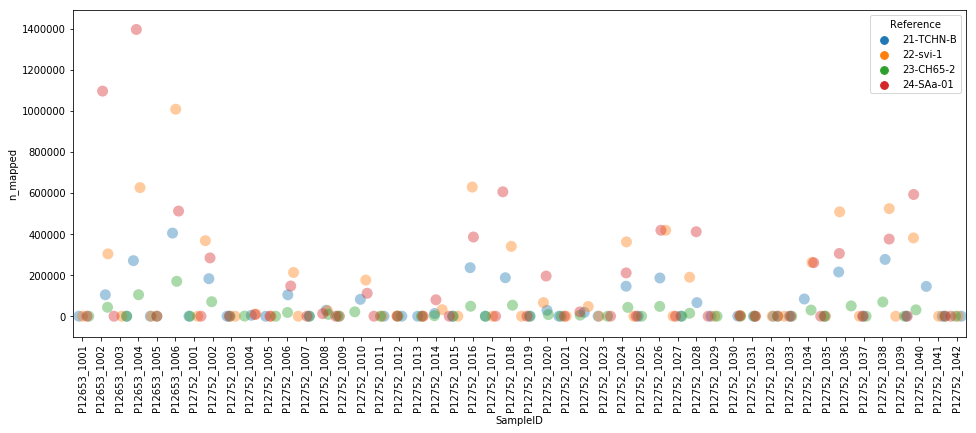 Reference
21-TCHN-B
22-svi-1
23-CH65-2
24-SAa-01
n_mapped
1400000
1200000
1000000
800000
600000
400000
200000
0
P12653_1001
P12653_1002
P12653_1003
P12653_1004
P12653_1005
P12653_1006
P12752_1001
P12752_1002
P12752_1003
P12752_1004
P12752_1005
P12752_1006
P12752_1007
P12752_1008
P12752_1009
P12752_1010
P12752_1011
P12752_1012
P12752_1013
P12752_1014
P12752_1015
P12752_1016
P12752_1017
P12752_1018
P12752_1019
P12752_1020
P12752_1021
P12752_1022
P12752_1023
P12752_1024
P12752_1025
P12752_1026
P12752_1027
P12752_1028
P12752_1029
P12752_1030
P12752_1031
P12752_1032
P12752_1033
P12752_1034
P12752_1035
P12752_1036
P12752_1037
P12752_1038
P12752_1039
P12752_1040
P12752_1041
P12752_1042
SampleID